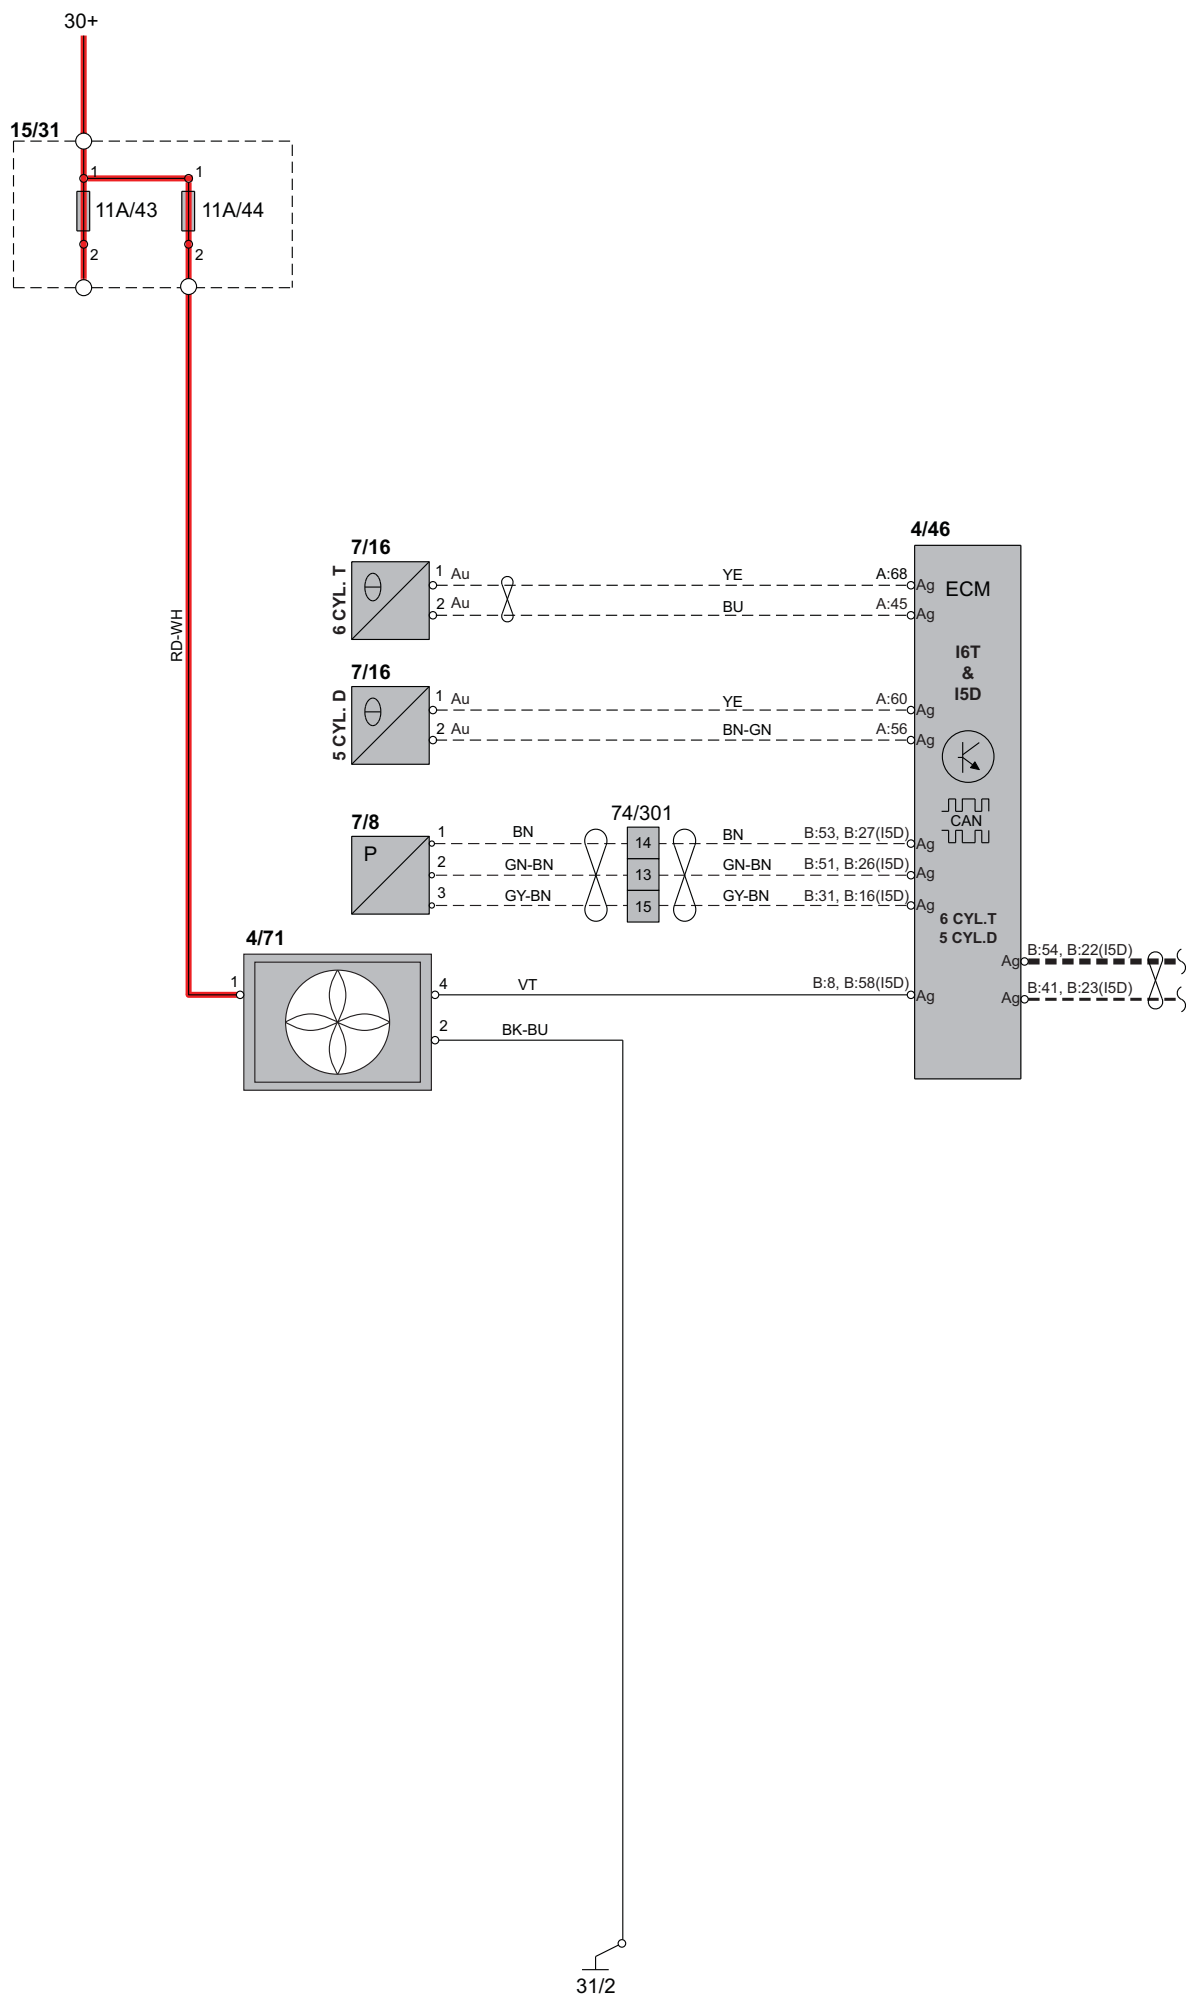 30+
15/31
1 1
11A/43 11A/44
2 2
RD-WH
4/46
7/16
6 CYL. T
1 Au YE A:68 Ag ECM
2 Au BU A:45 Ag
I6T
&
I5D
7/16
5 CYL. D
1 Au YE A:60 Ag
2 Au BN-GN A:56 Ag
CAN
74/301
7/8
P
1 BN 14 BN B:53, B:27(I5D) Ag
2 GN-BN 13 GN-BN B:51, B:26(I5D) Ag
3 GY-BN 15 GY-BN B:31, B:16(I5D) Ag
6 CYL.T
5 CYL.D
4/71
Ag B:54, B:22(I5D)
1 4 VT B:8, B:58(I5D) Ag
Ag B:41, B:23(I5D)
2 BK-BU
31/2